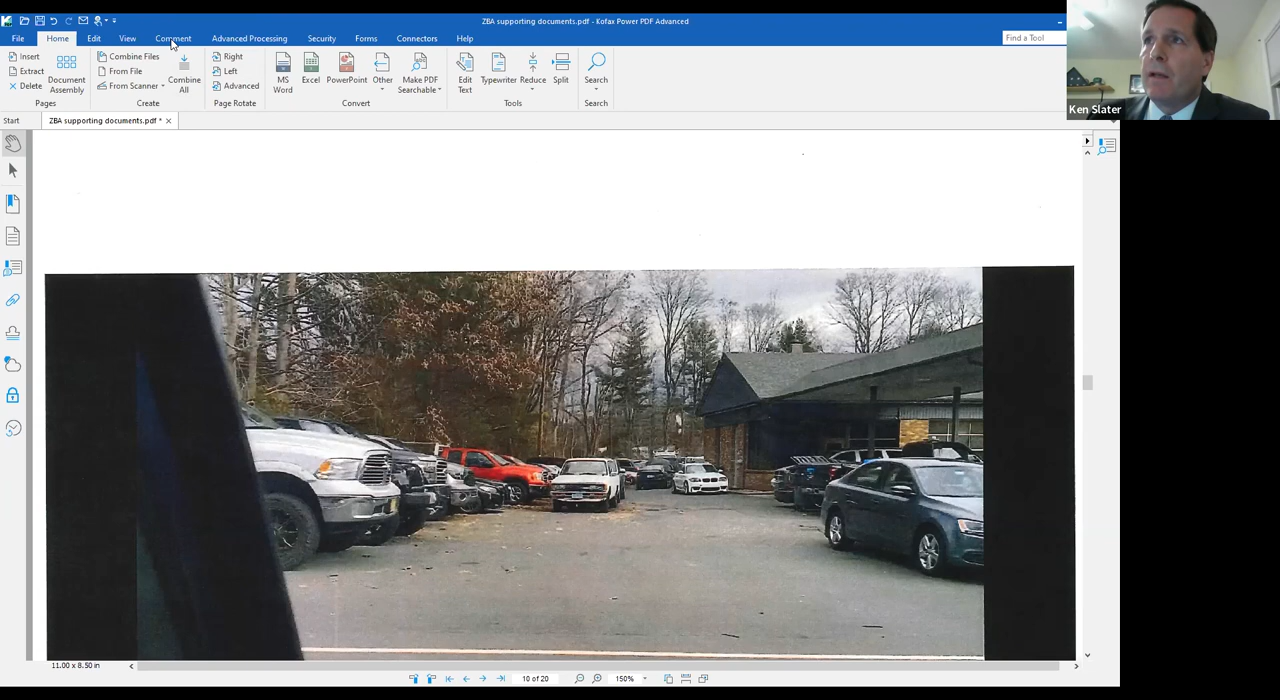 ZBA supporting documents.pdf - Kofax Power PDF Advanced
File Home Edit View Comment Advanced Processing Security Forms Connectors Help
Find a Tool
Insert
Extract
Delete
Document
Assembly
Pages
Combine Files
From File
From Scanner
Combine
All
Create
Right
Left
Advanced
Page Rotate
MS
Word
Excel
PowerPoint
Other
Make PDF
Searchable
Convert
Edit
Text
Typewriter
Reduce
Split
Tools
Search
Search
Ken Slater
Start
ZBA supporting documents.pdf *
11.00 x 8.50 in
10 of 20
150%